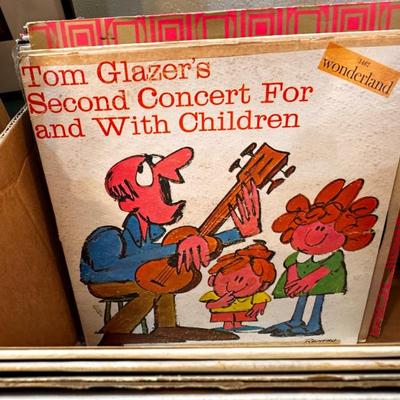 Tom Glazer's
Second Concert For
and With Children
wonderland